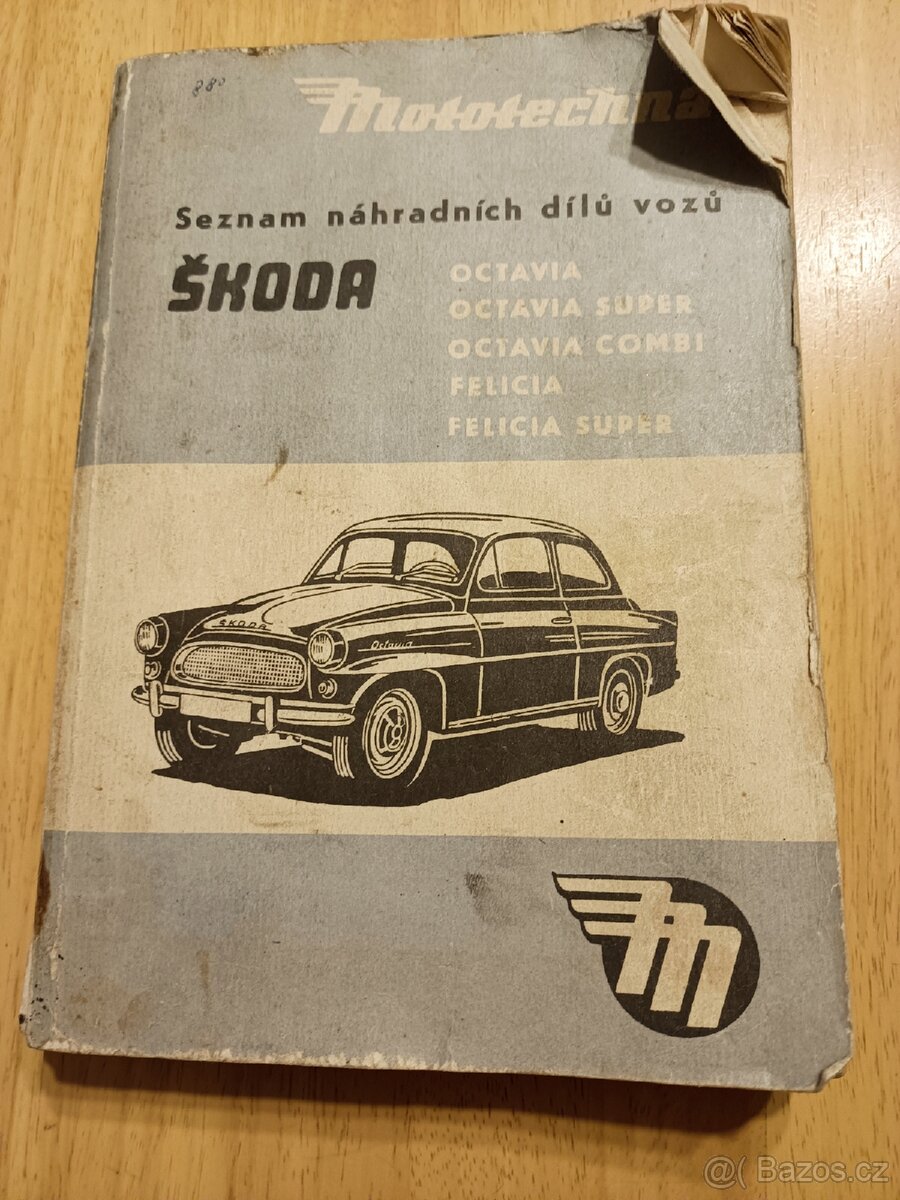 880
Mototechna
Seznam náhradních dílů vozů
ŠKODA
OCTAVIA
OCTAVIA SUPER
OCTAVIA COMBI
FELICIA
FELICIA SUPER
ŠKODA
Octavia
m
@( Bazos.cz